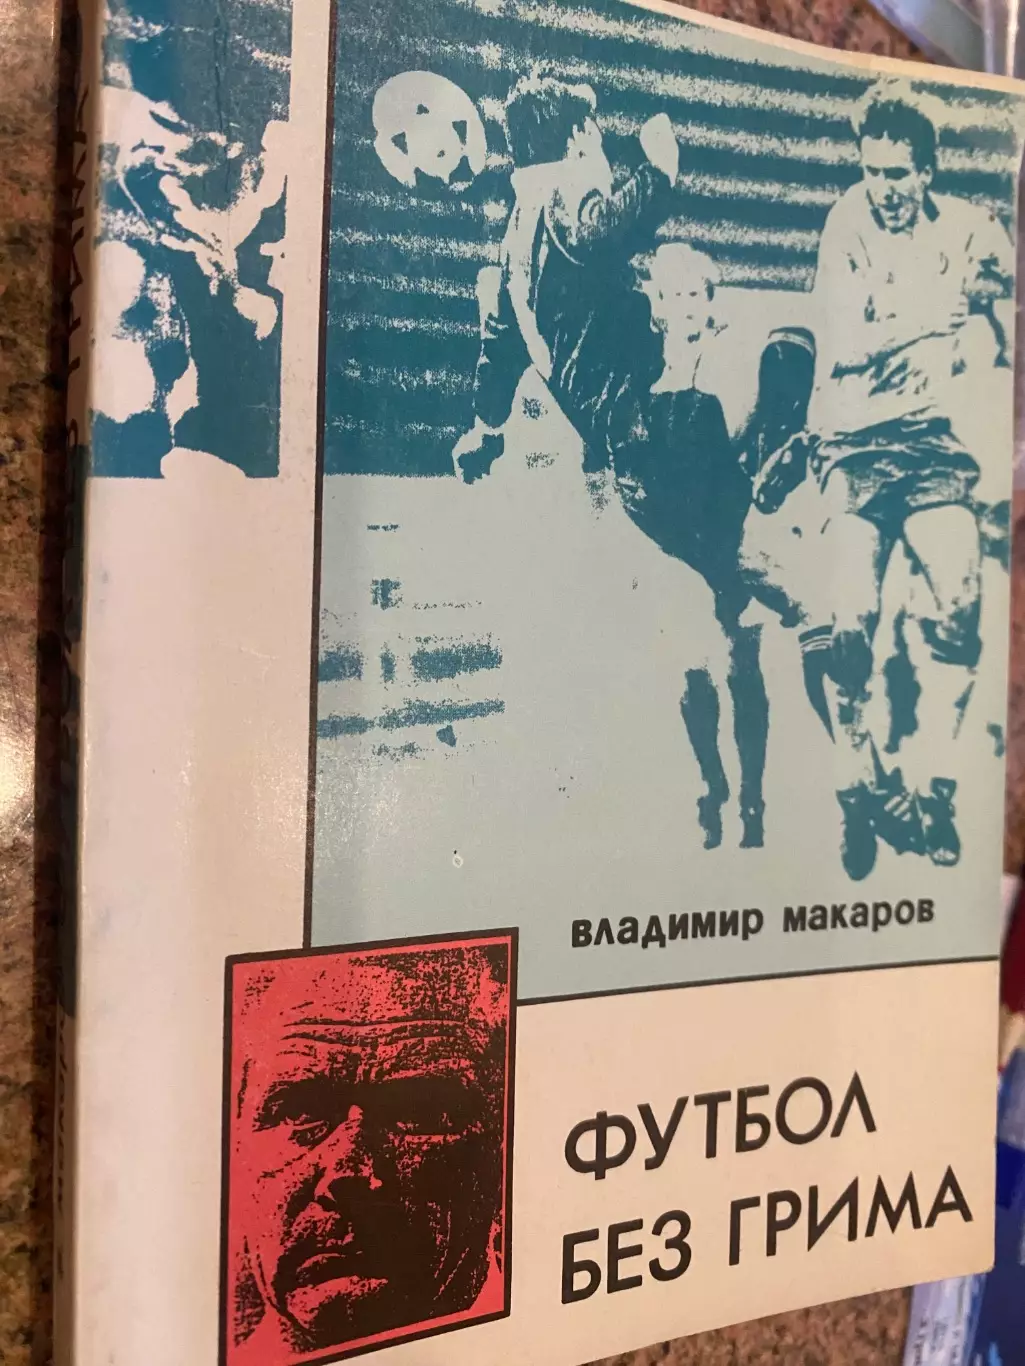 владимир макаров
ФУТБОЛ
БЕЗ ГРИМА